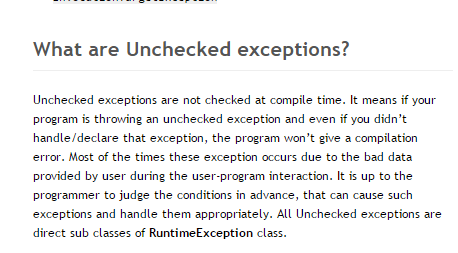 InvocationTargetException
What are Unchecked exceptions?
Unchecked exceptions are not checked at compile time. It means if your
program is throwing an unchecked exception and even if you didn’t
handle/declare that exception, the program won’t give a compilation
error. Most of the times these exception occurs due to the bad data
provided by user during the user-program interaction. It is up to the
programmer to judge the conditions in advance, that can cause such
exceptions and handle them appropriately. All Unchecked exceptions are
direct sub classes of RuntimeException class.